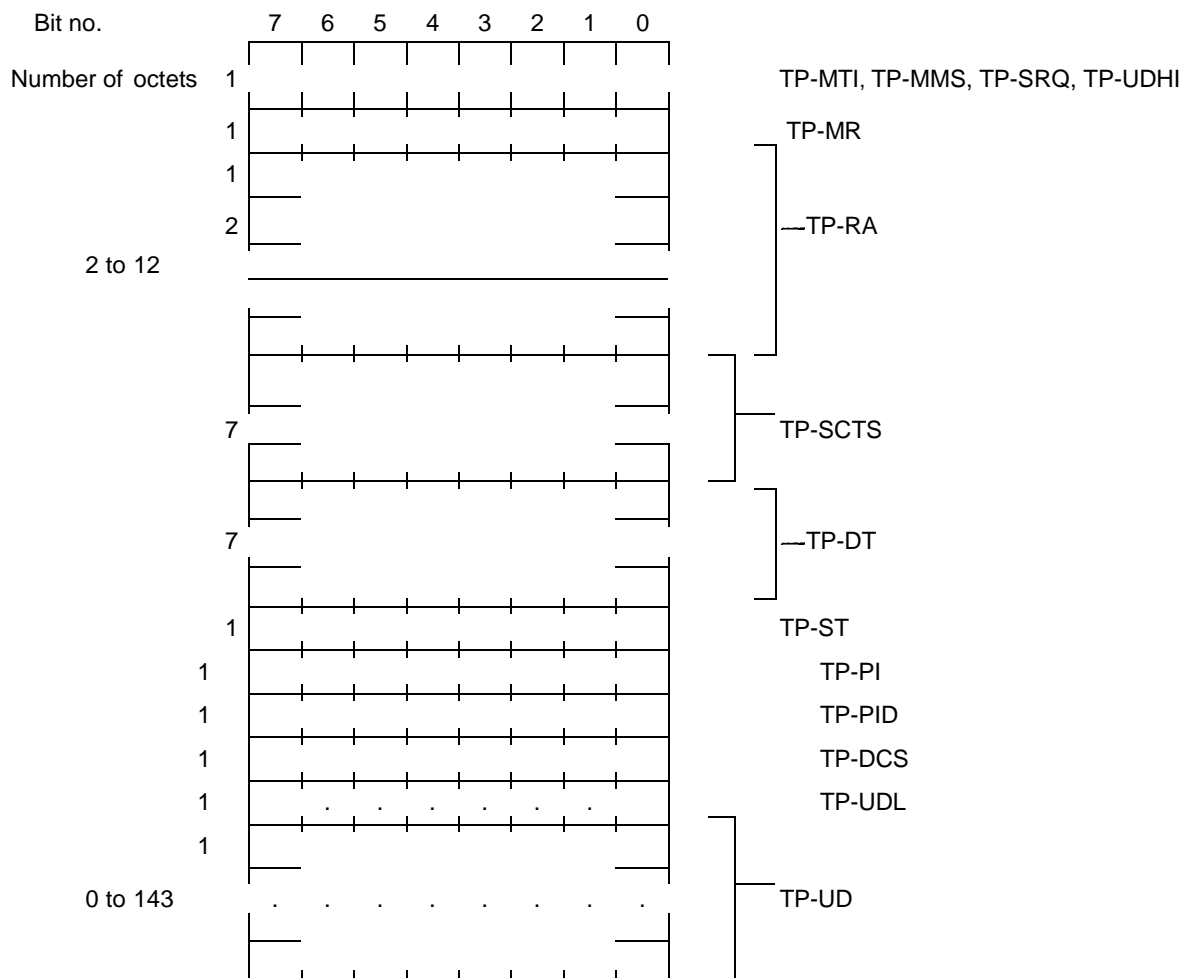 Bit no. 7 6 5 4 3 2 1 0
Number of octets 1 TP-MTI, TP-MMS, TP-SRQ, TP-UDHI
1 TP-MR
1
2 TP-RA
2 to 12
7 TP-SCTS
7 TP-DT
1 TP-ST
1 TP-PI
1 TP-PID
1 TP-DCS
1 . . . . . . TP-UDL
1
0 to 143 . . . . . . . . TP-UD